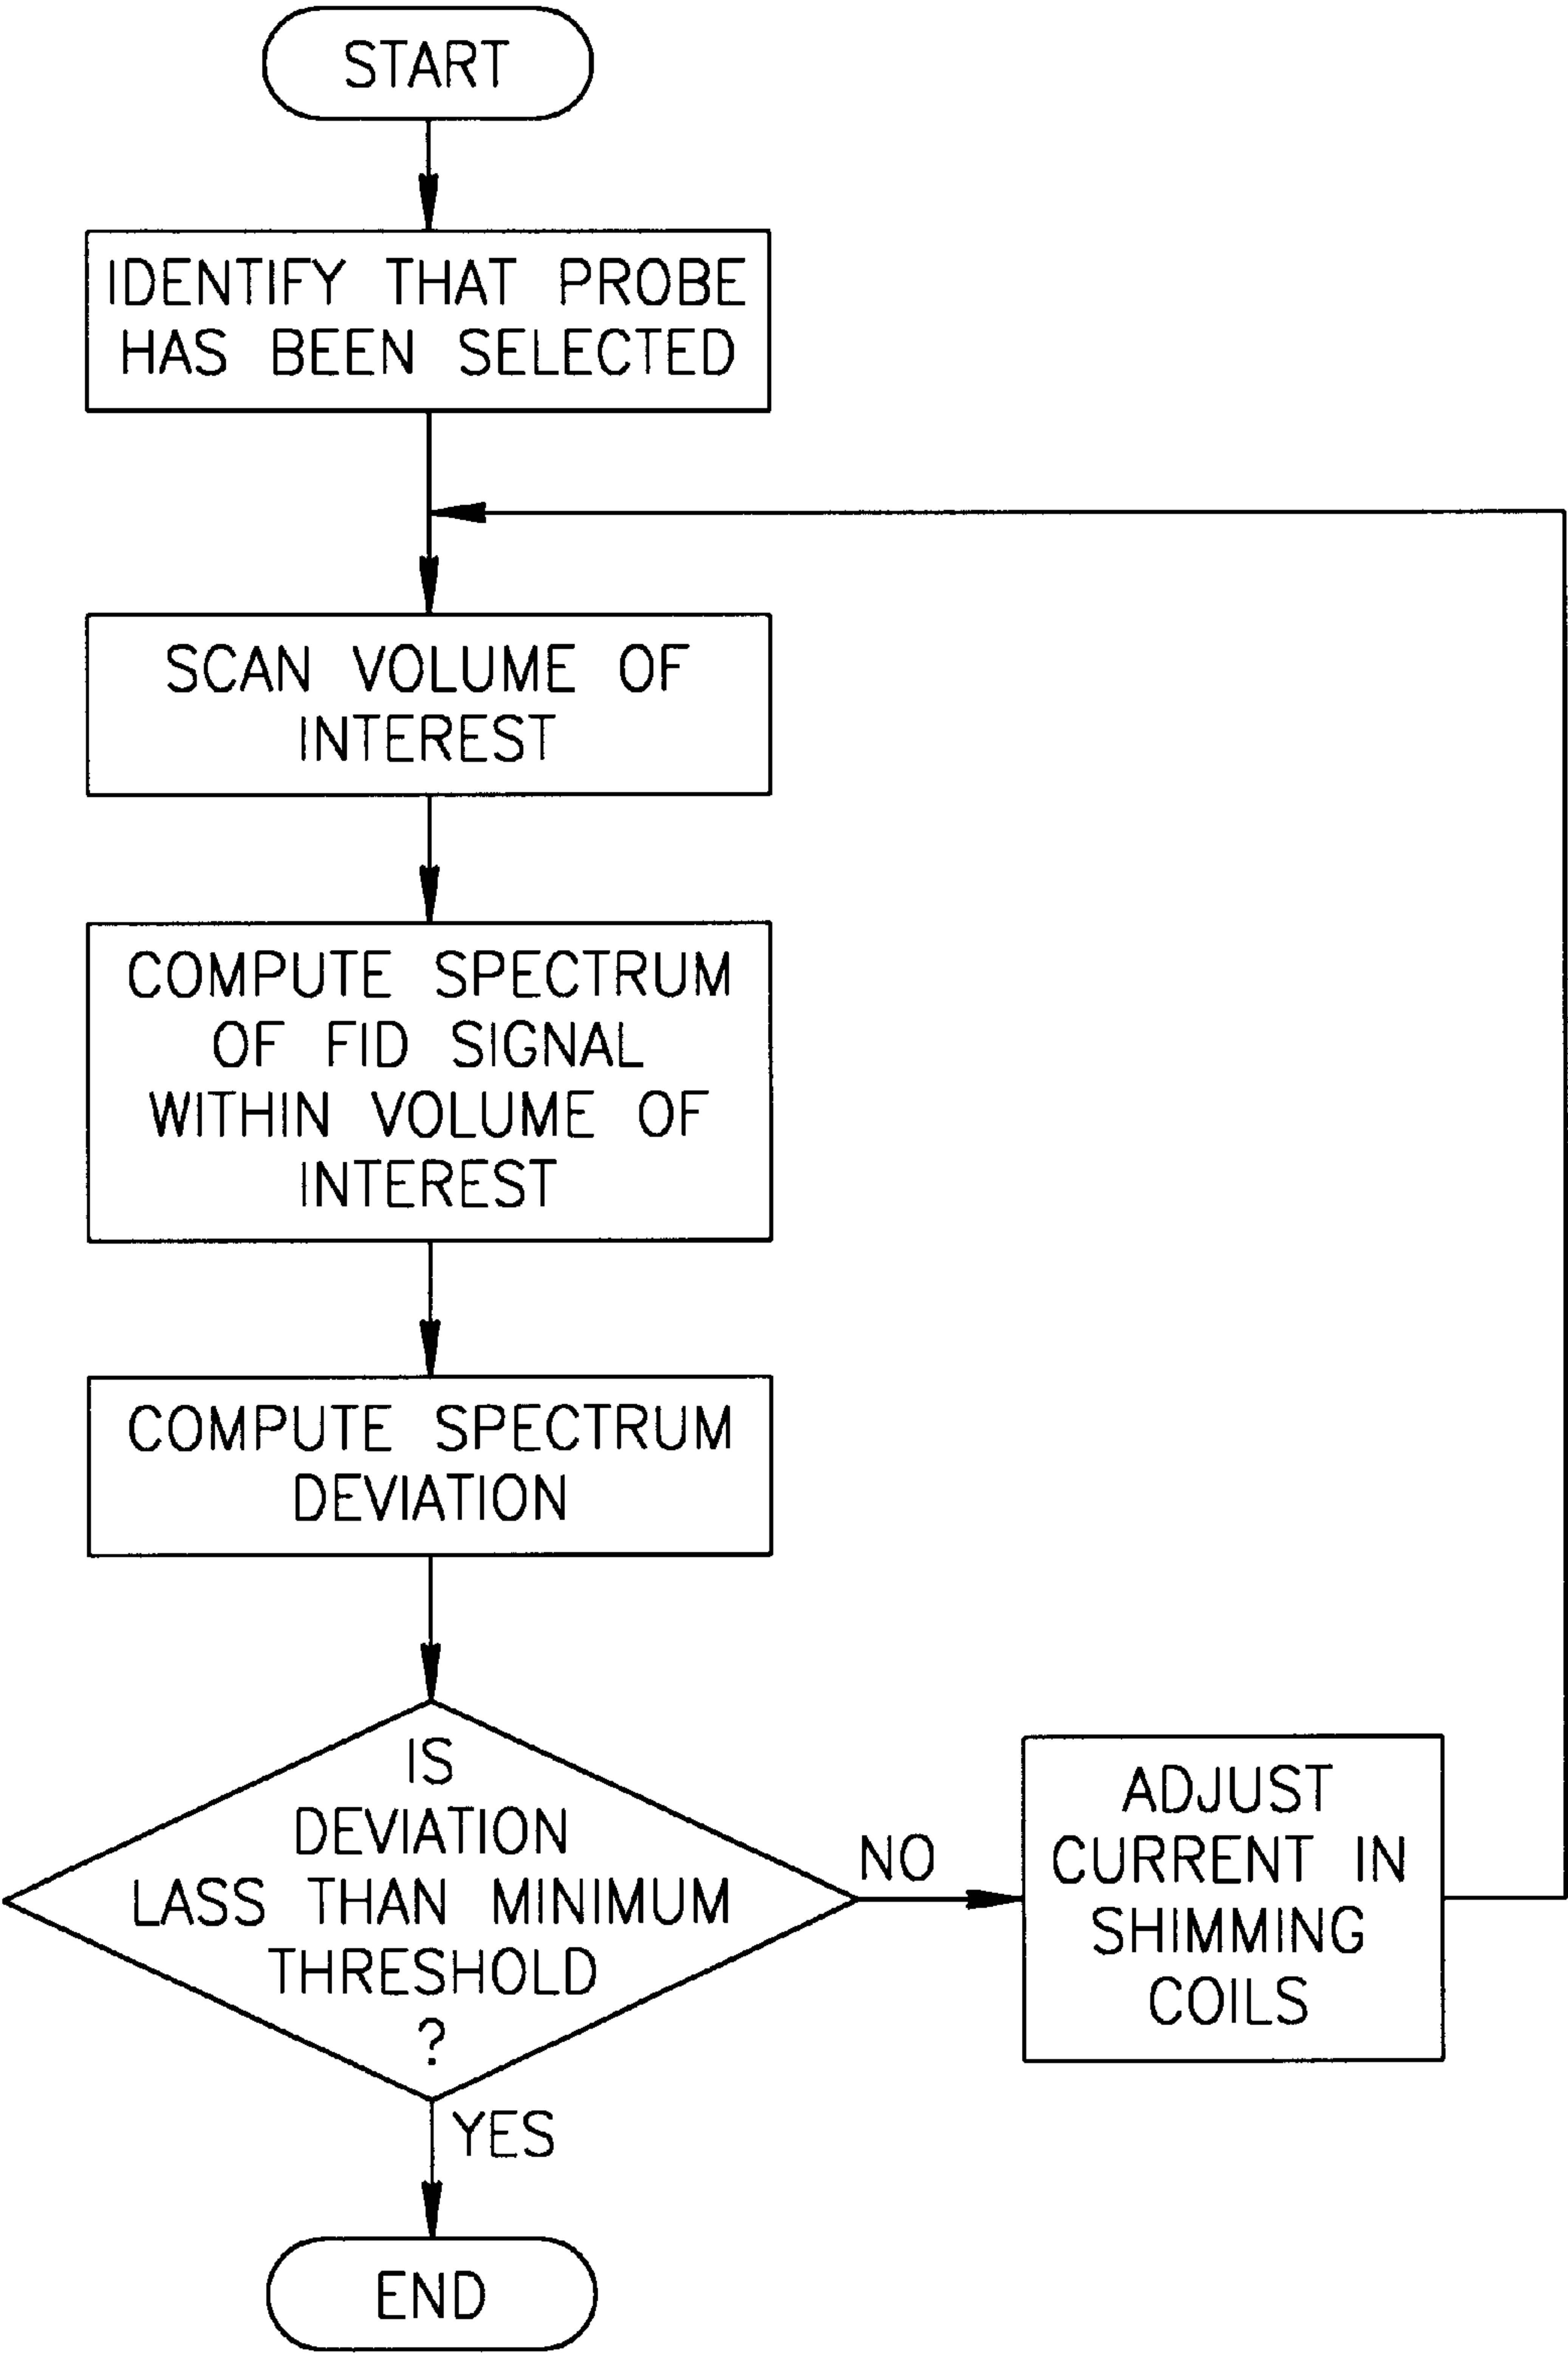 START
IDENTIFY THAT PROBE
HAS BEEN SELECTED
SCAN VOLUME OF
INTEREST
COMPUTE SPECTRUM
OF FID SIGNAL
WITHIN VOLUME OF
INTEREST
COMPUTE SPECTRUM
DEVIATION
IS
DEVIATION
LASS THAN MINIMUM
THRESHOLD
?
NO
ADJUST
CURRENT IN
SHIMMING
COILS
YES
END